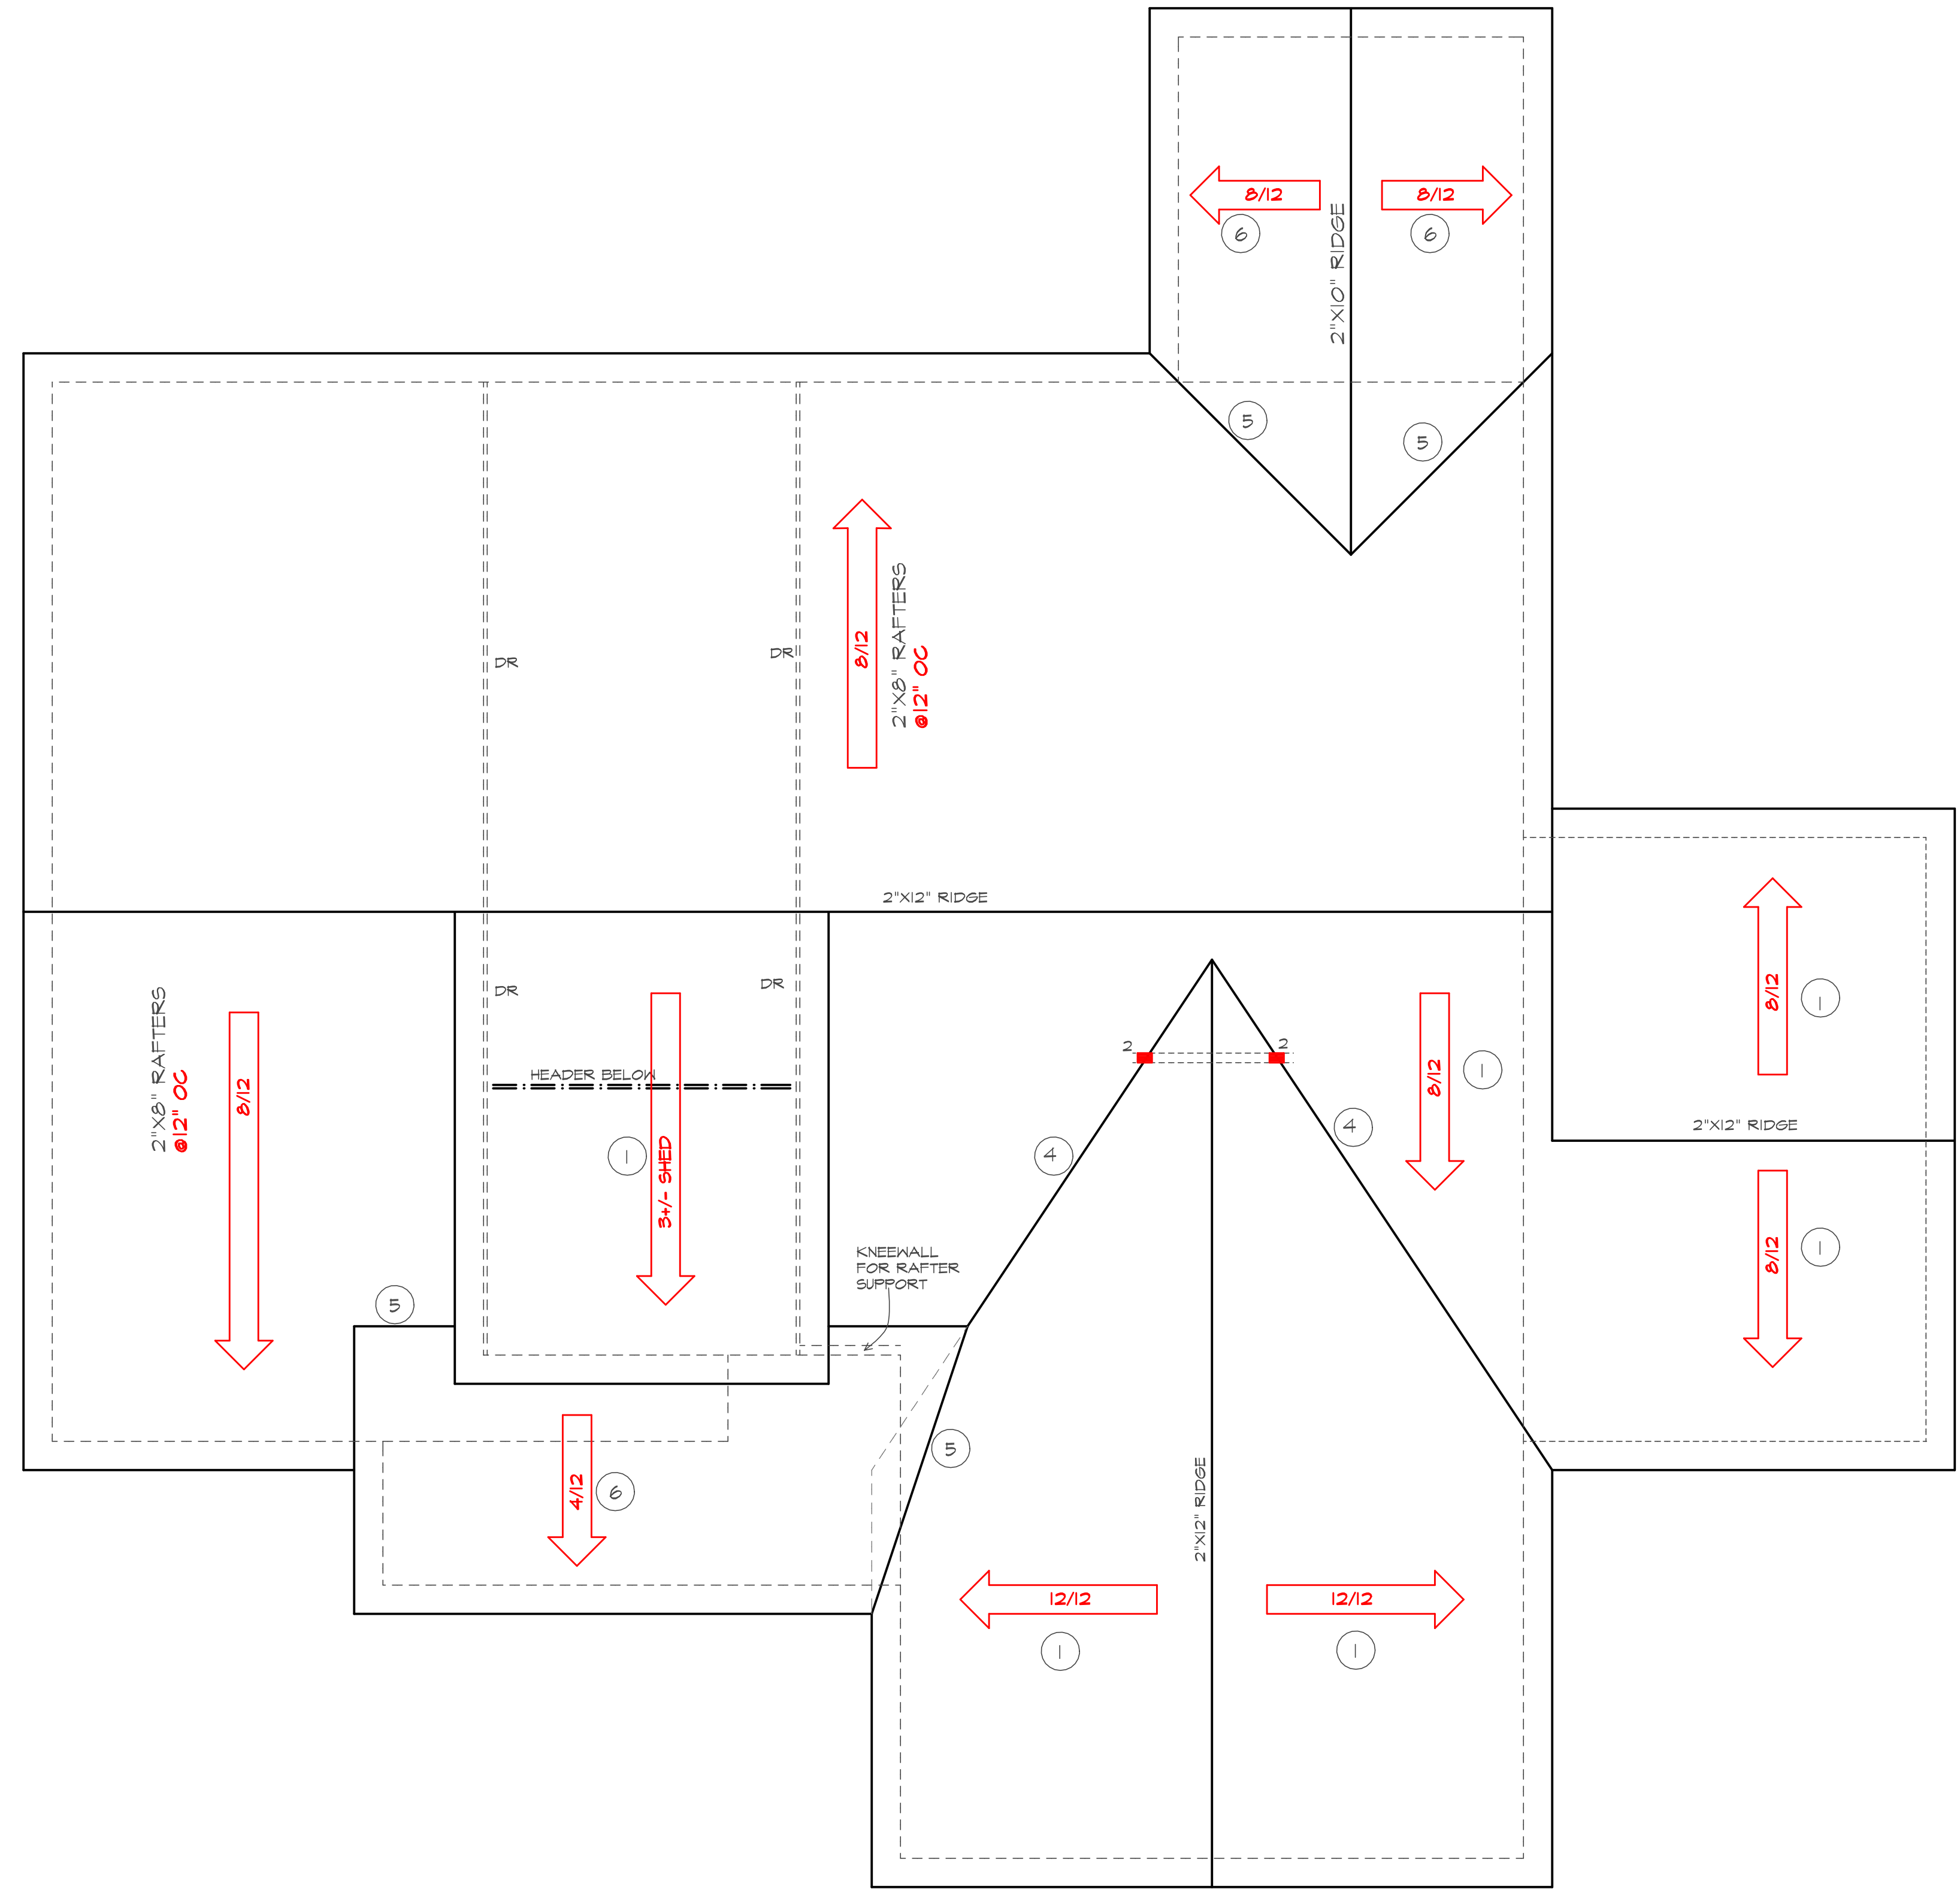 8/12
8/12
6
6
2"X10" RIDGE
5
5
8/12
2"X8" RAFTERS
@12" OC
DR
DR
2"X12" RIDGE
2"X8" RAFTERS
@12" OC
8/12
DR
DR
HEADER BELOW
1
3+/- SHED
2
2
4
4
8/12
1
8/12
1
2"X12" RIDGE
8/12
1
KNEEWALL
FOR RAFTER
SUPPORT
5
5
4/12
6
2"X12" RIDGE
12/12
12/12
1
1